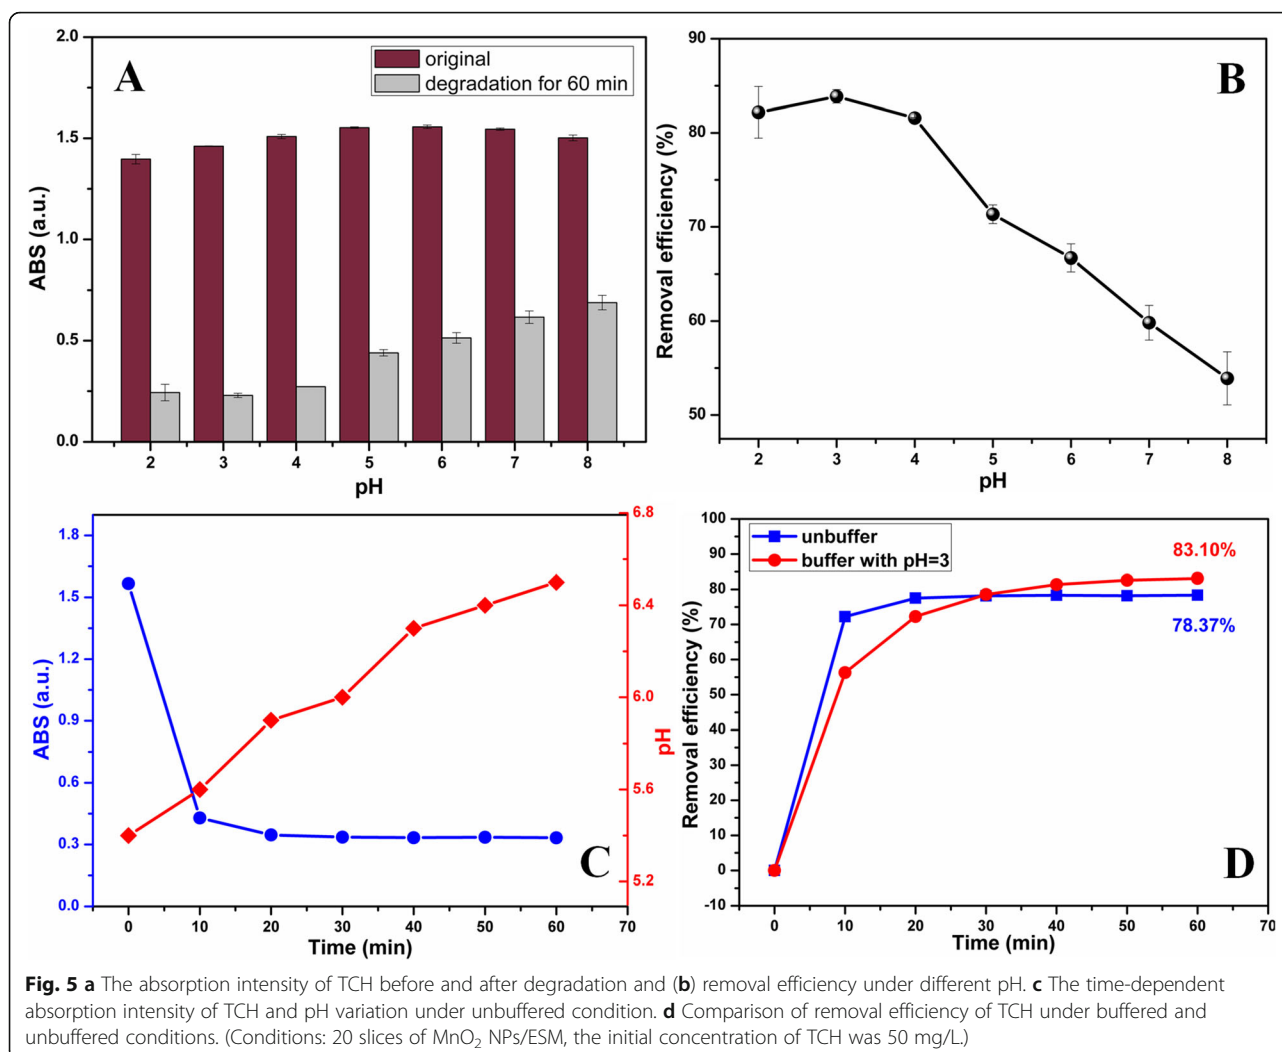 A
original
degradation for 60 min
2.0
1.5
1.0
0.5
0.0
ABS (a.u.)
2 3 4 5 6 7 8
pH
B
90
80
70
60
50
Removal efficiency (%)
2 3 4 5 6 7 8
pH
C
1.8
1.5
1.2
0.9
0.6
0.3
0.0
ABS (a.u.)
6.8
6.4
6.0
5.6
5.2
pH
0 10 20 30 40 50 60 70
Time (min)
D
unbuffer
buffer with pH=3
83.10%
78.37%
100
90
80
70
60
50
40
30
20
10
0
-10
Removal efficiency (%)
0 10 20 30 40 50 60 70
Time (min)
Fig. 5 a The absorption intensity of TCH before and after degradation and (b) removal efficiency under different pH. c The time-dependent
absorption intensity of TCH and pH variation under unbuffered condition. d Comparison of removal efficiency of TCH under buffered and
unbuffered conditions. (Conditions: 20 slices of MnO₂ NPs/ESM, the initial concentration of TCH was 50 mg/L.)